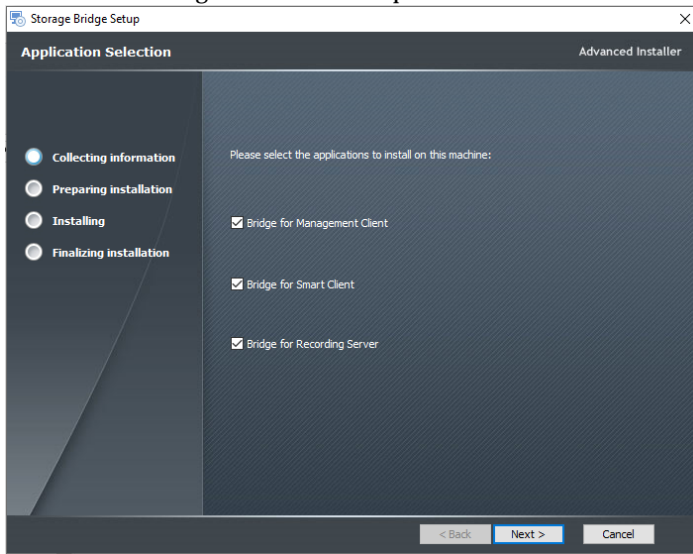 Storage Bridge Setup
Application Selection
Advanced Installer
Collecting information
Preparing installation
Installing
Finalizing installation
Please select the applications to install on this machine:
Bridge for Management Client
Bridge for Smart Client
Bridge for Recording Server
< Back
Next >
Cancel